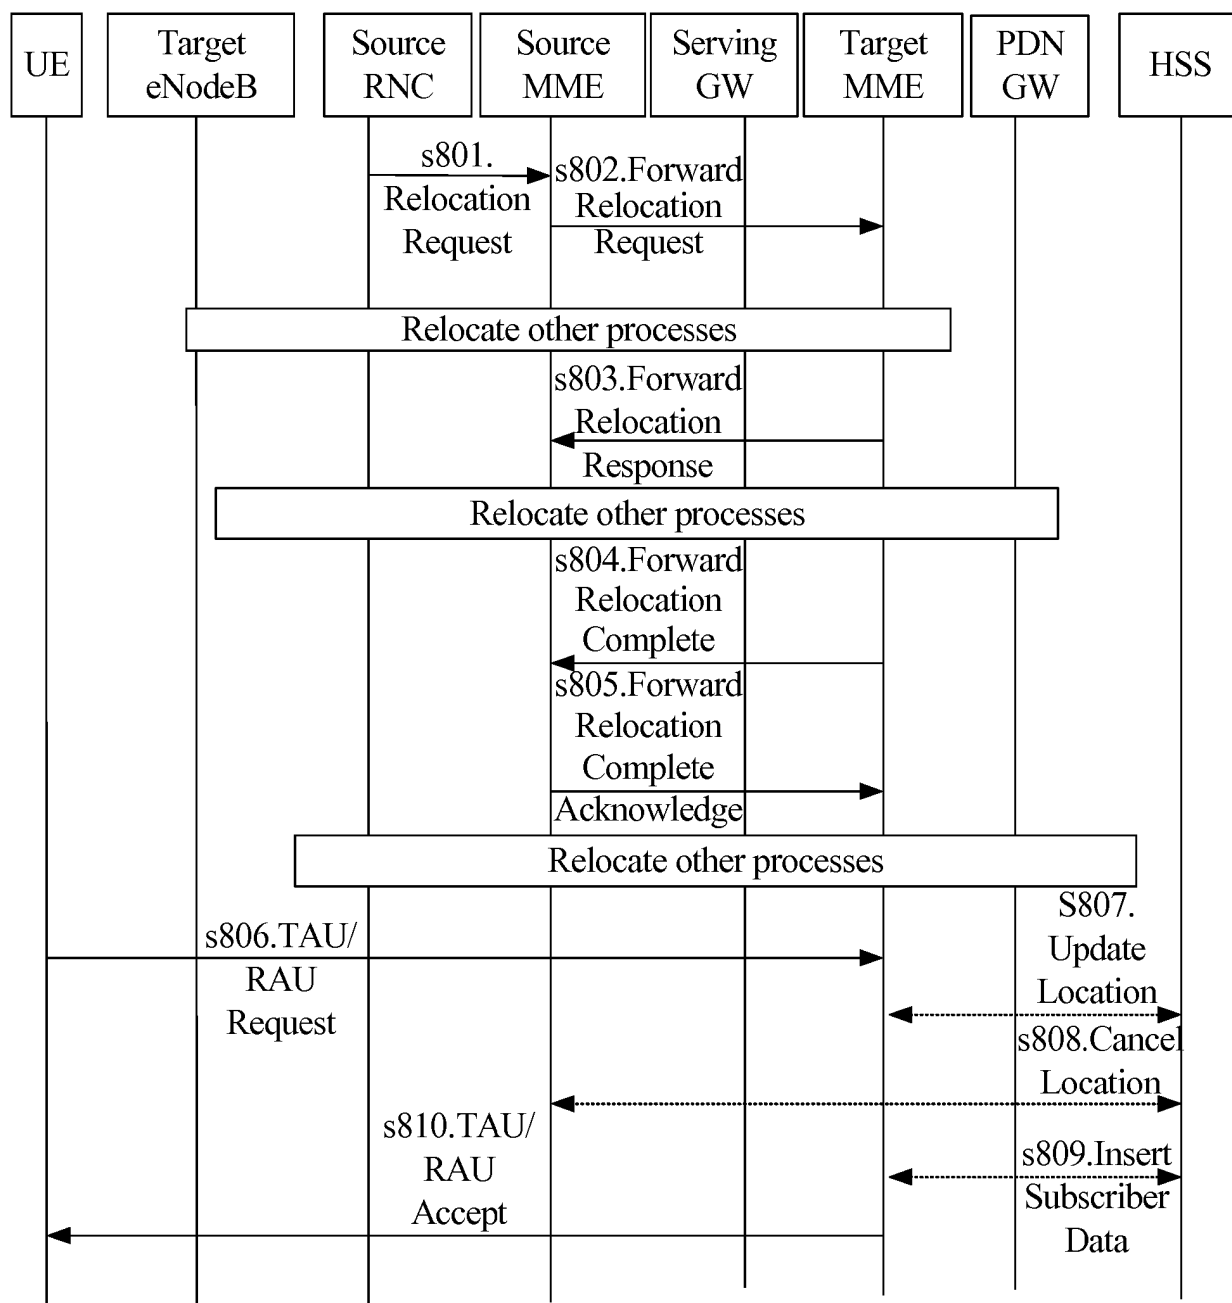 UE
Target
eNodeB
Source
RNC
Source
MME
Serving
GW
Target
MME
PDN
GW
HSS
s801.
Relocation
Request
s802.Forward
Relocation
Request
Relocate other processes
s803.Forward
Relocation
Response
Relocate other processes
s804.Forward
Relocation
Complete
s805.Forward
Relocation
Complete
Acknowledge
Relocate other processes
s806.TAU/
RAU
Request
S807.
Update
Location
s808.Cancel
Location
s810.TAU/
RAU
Accept
s809.Insert
Subscriber
Data